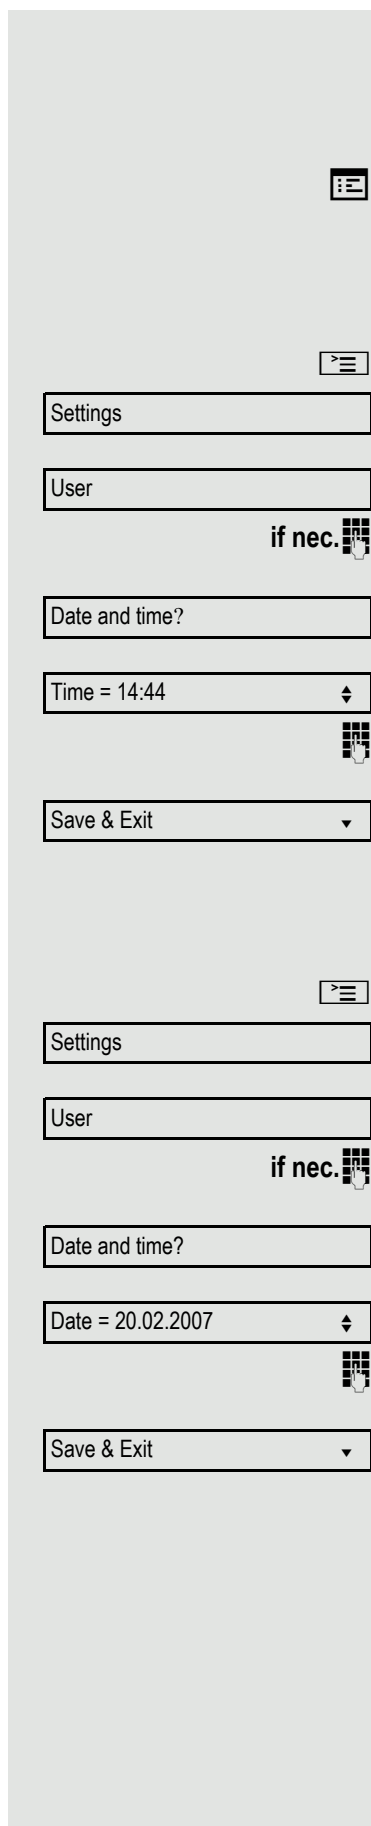 Settings
User
if nec.
Date and time?
Time = 14:44
Save & Exit
Settings
User
if nec.
Date and time?
Date = 20.02.2007
Save & Exit